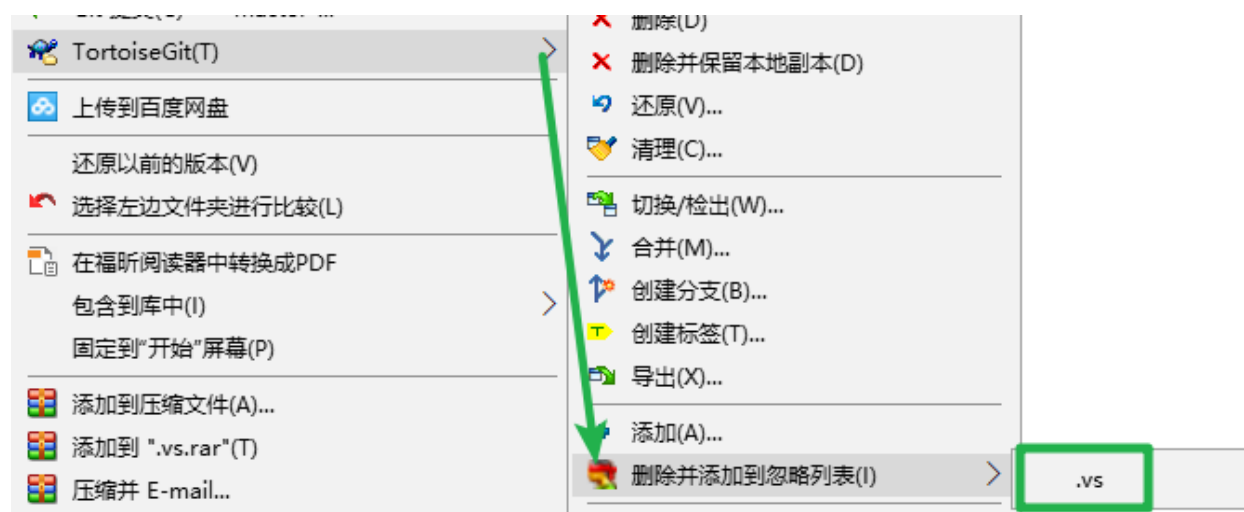 TortoiseGit(T)
上传到百度网盘
还原以前的版本(V)
选择左边文件夹进行比较(L)
在福昕阅读器中转换成PDF
包含到库中(I)
固定到"开始"屏幕(P)
添加到压缩文件(A)...
添加到 ".vs.rar"(T)
压缩并 E-mail...
删除(D)
删除并保留本地副本(D)
还原(V)...
清理(C)...
切换/检出(W)...
合并(M)...
创建分支(B)...
创建标签(T)...
导出(X)...
添加(A)...
删除并添加到忽略列表(I)
.vs